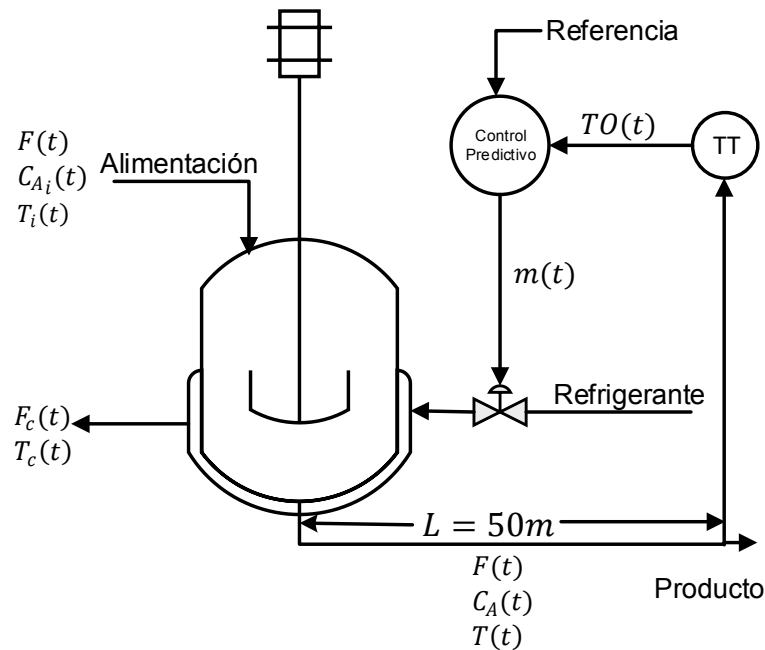 Referencia
F(t)
C_{A_i}(t)
T_i(t)
Alimentación
Control
Predictivo
TO(t)
TT
m(t)
Refrigerante
F_c(t)
T_c(t)
L = 50m
F(t)
C_A(t)
T(t)
Producto